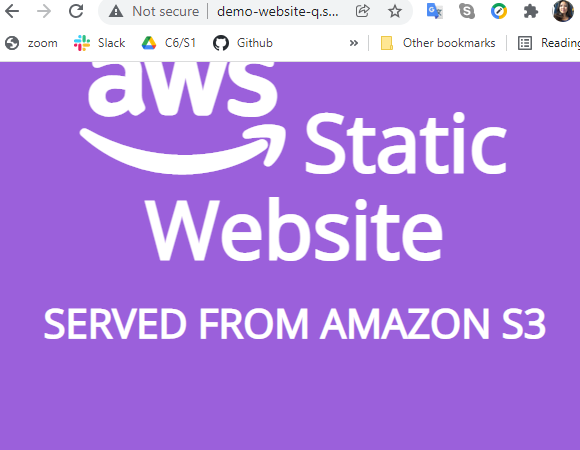 Not secure | demo-website-q.s...
zoom Slack C6/S1 Github » Other bookmarks Reading
aws Static
Website
SERVED FROM AMAZON S3